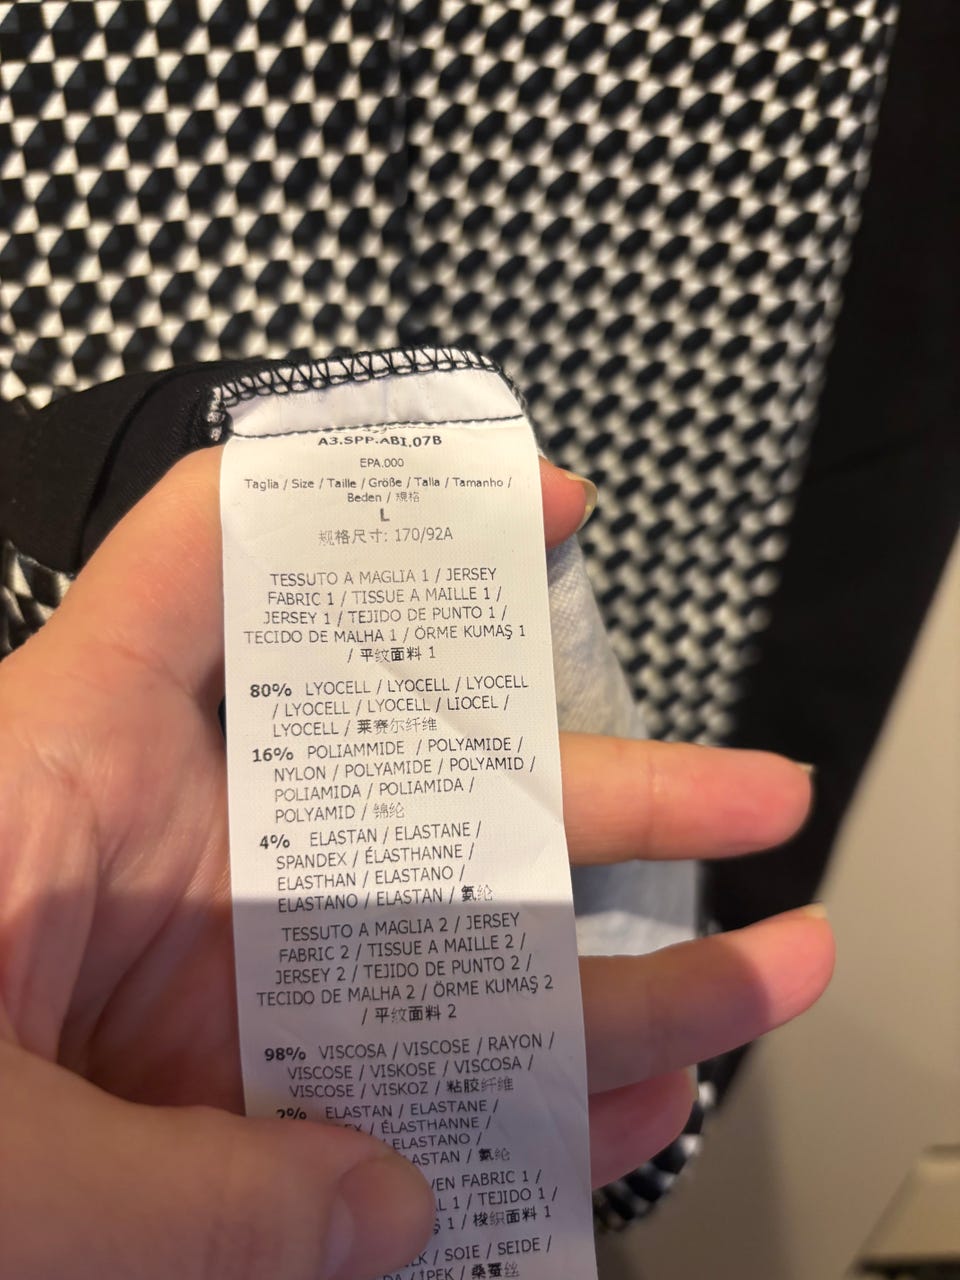 A3.SPP.ABI.07B
EPA.000
Taglia / Size / Taille / Größe / Talla / Tamanho /
Beden / 規格
L
规格尺寸: 170/92A
TESSUTO A MAGLIA 1 / JERSEY
FABRIC 1 / TISSUE A MAILLE 1 /
JERSEY 1 / TEJIDO DE PUNTO 1 /
TECIDO DE MALHA 1 / ÖRME KUMAŞ 1
/ 平纹面料 1
80% LYOCELL / LYOCELL / LYOCELL
/ LYOCELL / LYOCELL / LIOCEL /
LYOCELL / 莱赛尔纤维
16% POLIAMMIDE / POLYAMIDE /
NYLON / POLYAMIDE / POLYAMID /
POLIAMIDA / POLIAMIDA /
POLYAMID / 锦纶
4% ELASTAN / ELASTANE /
SPANDEX / ÉLASTHANNE /
ELASTHAN / ELASTANO /
ELASTANO / ELASTAN / 氨纶
TESSUTO A MAGLIA 2 / JERSEY
FABRIC 2 / TISSUE A MAILLE 2 /
JERSEY 2 / TEJIDO DE PUNTO 2 /
TECIDO DE MALHA 2 / ÖRME KUMAŞ 2
/ 平纹面料 2
98% VISCOSA / VISCOSE / RAYON /
VISCOSE / VISKOSE / VISCOSA /
VISCOSE / VISKOZ / 粘胶纤维
2% ELASTAN / ELASTANE /
/ ÉLASTHANNE /
ELASTANO /
/ 氨纶
FABRIC 1 /
1 / TEJIDO 1 /
1 / 梭织面料 1
/ SOIE / SEIDE /
/ İPEK / 桑蚕丝